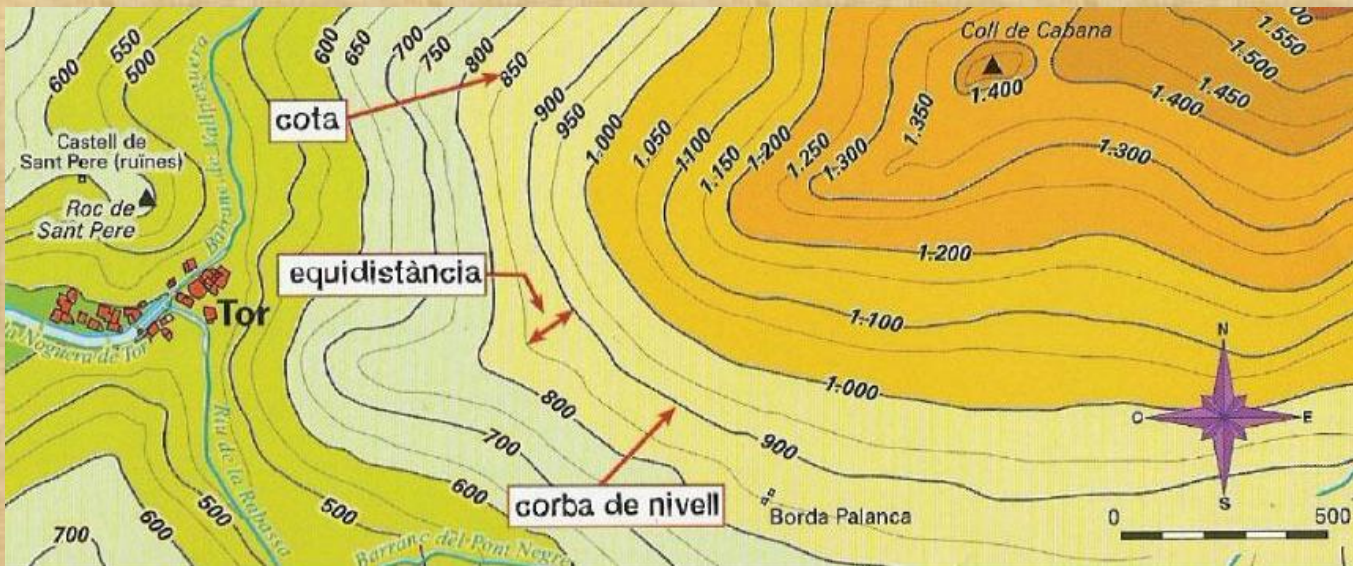 600
550
500
Barranc de Vallpeguera
600
650
700
750
800
850
900
950
1.000
1.050
1.100
1.150
1.200
1.250
1.300
1.350
Coll de Cabana
1.400
1.550
1.500
1.450
1.400
1.300
1.200
1.100
1.000
cota
Castell de
Sant Pere (ruïnes)
Roc de
Sant Pere
equidistància
Tor
Noguera de Tor
Riu de la Rabassa
800
700
600
500
900
corba de nivell
Borda Palanca
500
600
700
Barranc del Pont Negre
N
O
E
S
0
500